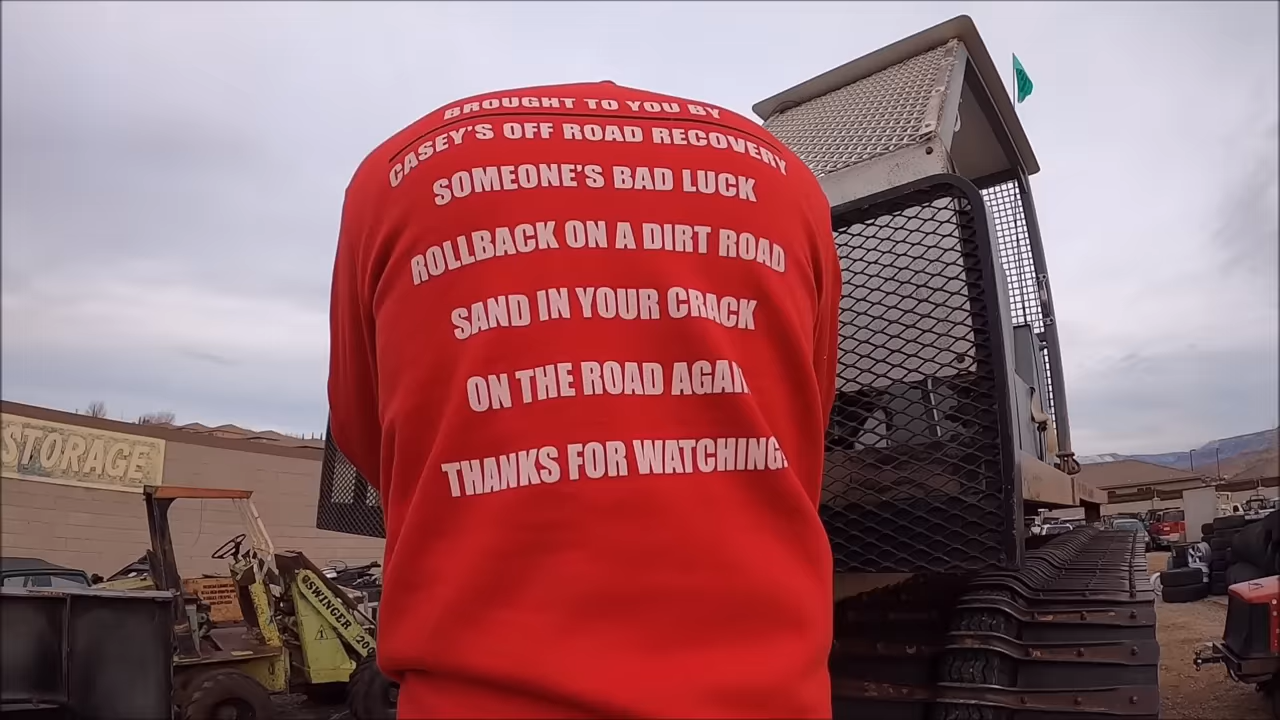 BROUGHT TO YOU BY
CASEY'S OFF ROAD RECOVERY
SOMEONE'S BAD LUCK
ROLLBACK ON A DIRT ROAD
SAND IN YOUR CRACK
ON THE ROAD AGAIN
THANKS FOR WATCHING.
STORAGE
SWINGER 200